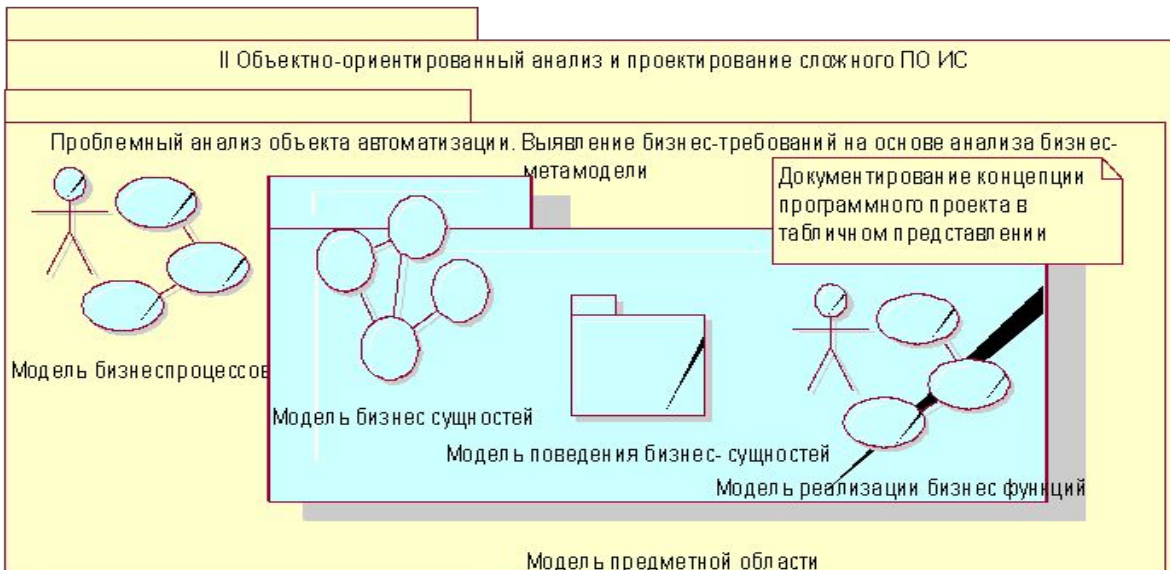 II Объектно-ориентированный анализ и проектирование сложного ПО ИС
Проблемный анализ объекта автоматизации. Выявление бизнес-требований на основе анализа бизнес-
метамодели
Документирование концепции
программного проекта в
табличном представлении
Модель бизнеспроцессов
Модель бизнес сущностей
Модель поведения бизнес- сущностей
Модель реализации бизнес функций
Модель предметной области